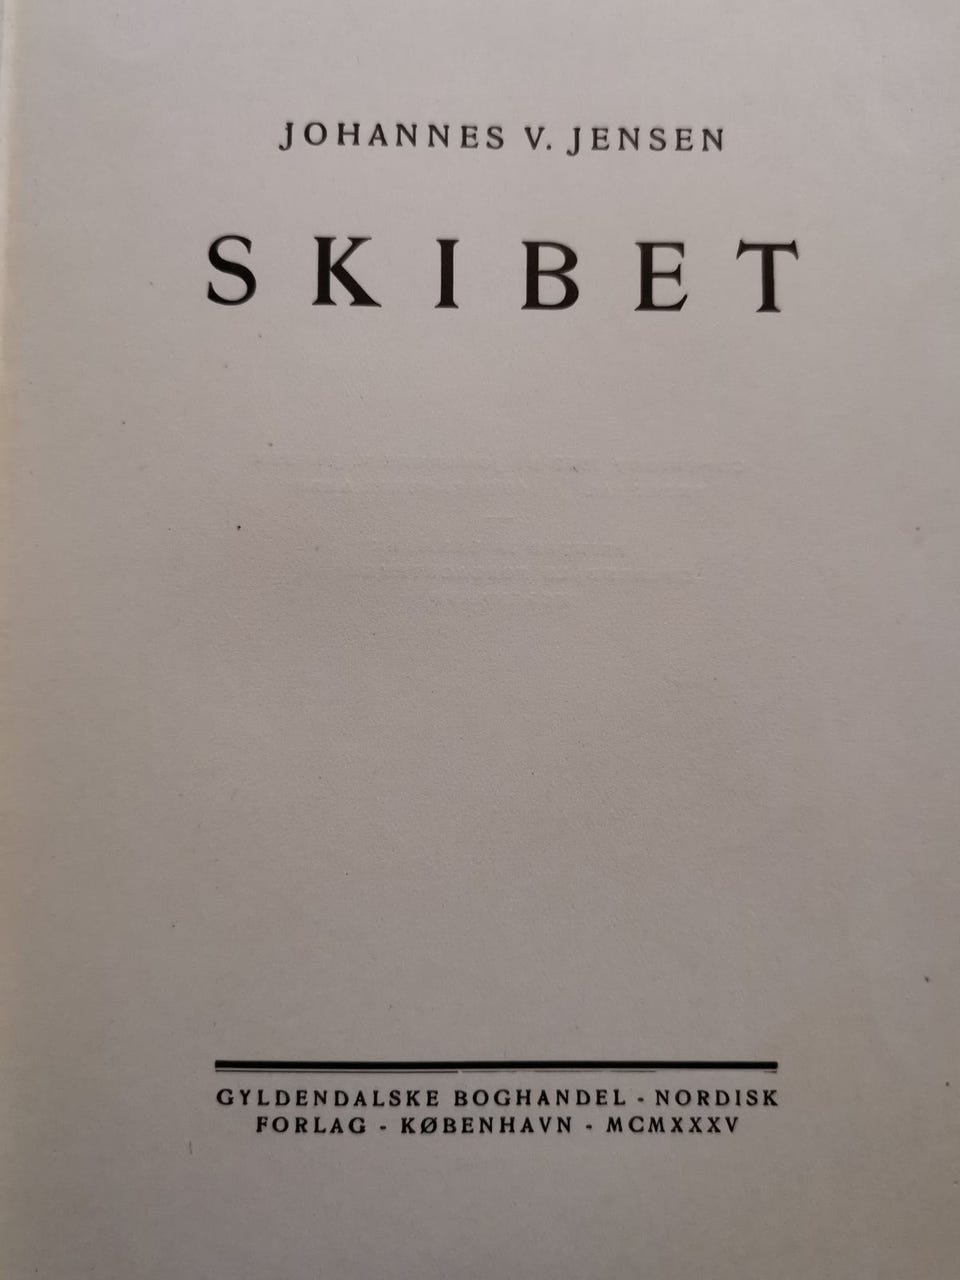 JOHANNES V. JENSEN
SKIBET
GYLDENDALSKE BOGHANDEL - NORDISK
FORLAG - KØBENHAVN - MCMXXXV